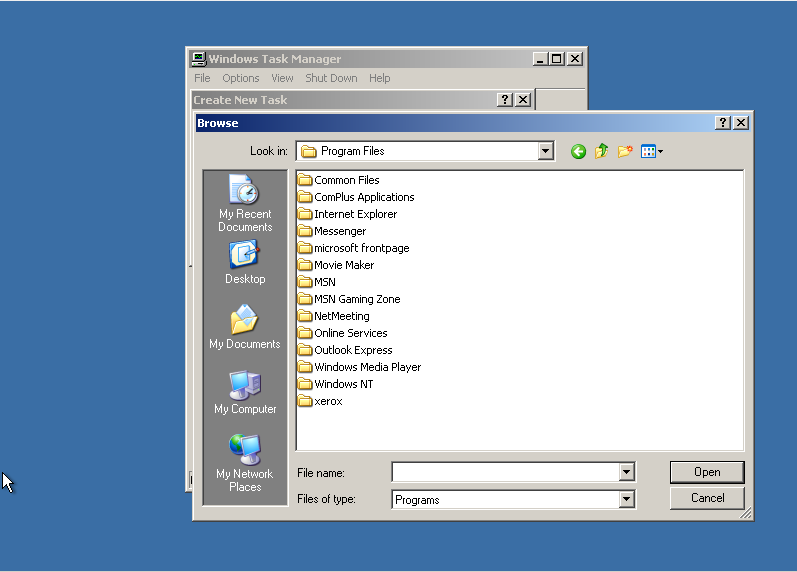 Windows Task Manager
File Options View Shut Down Help
Create New Task
Browse
Look in: Program Files
My Recent
Documents
Desktop
My Documents
My Computer
My Network
Places
Common Files
ComPlus Applications
Internet Explorer
Messenger
microsoft frontpage
Movie Maker
MSN
MSN Gaming Zone
NetMeeting
Online Services
Outlook Express
Windows Media Player
Windows NT
xerox
File name:
Open
Files of type: Programs
Cancel